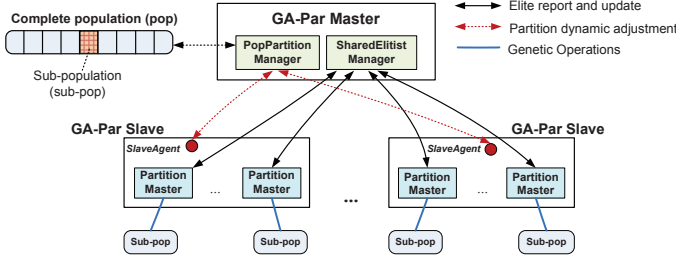 Complete population (pop)
Sub-population
(sub-pop)
GA-Par Master
PopPartition
Manager
SharedElitist
Manager
Elite report and update
Partition dynamic adjustment
Genetic Operations
GA-Par Slave
SlaveAgent
Partition
Master
...
Partition
Master
Sub-pop
Sub-pop
...
GA-Par Slave
SlaveAgent
Partition
Master
...
Partition
Master
Sub-pop
Sub-pop